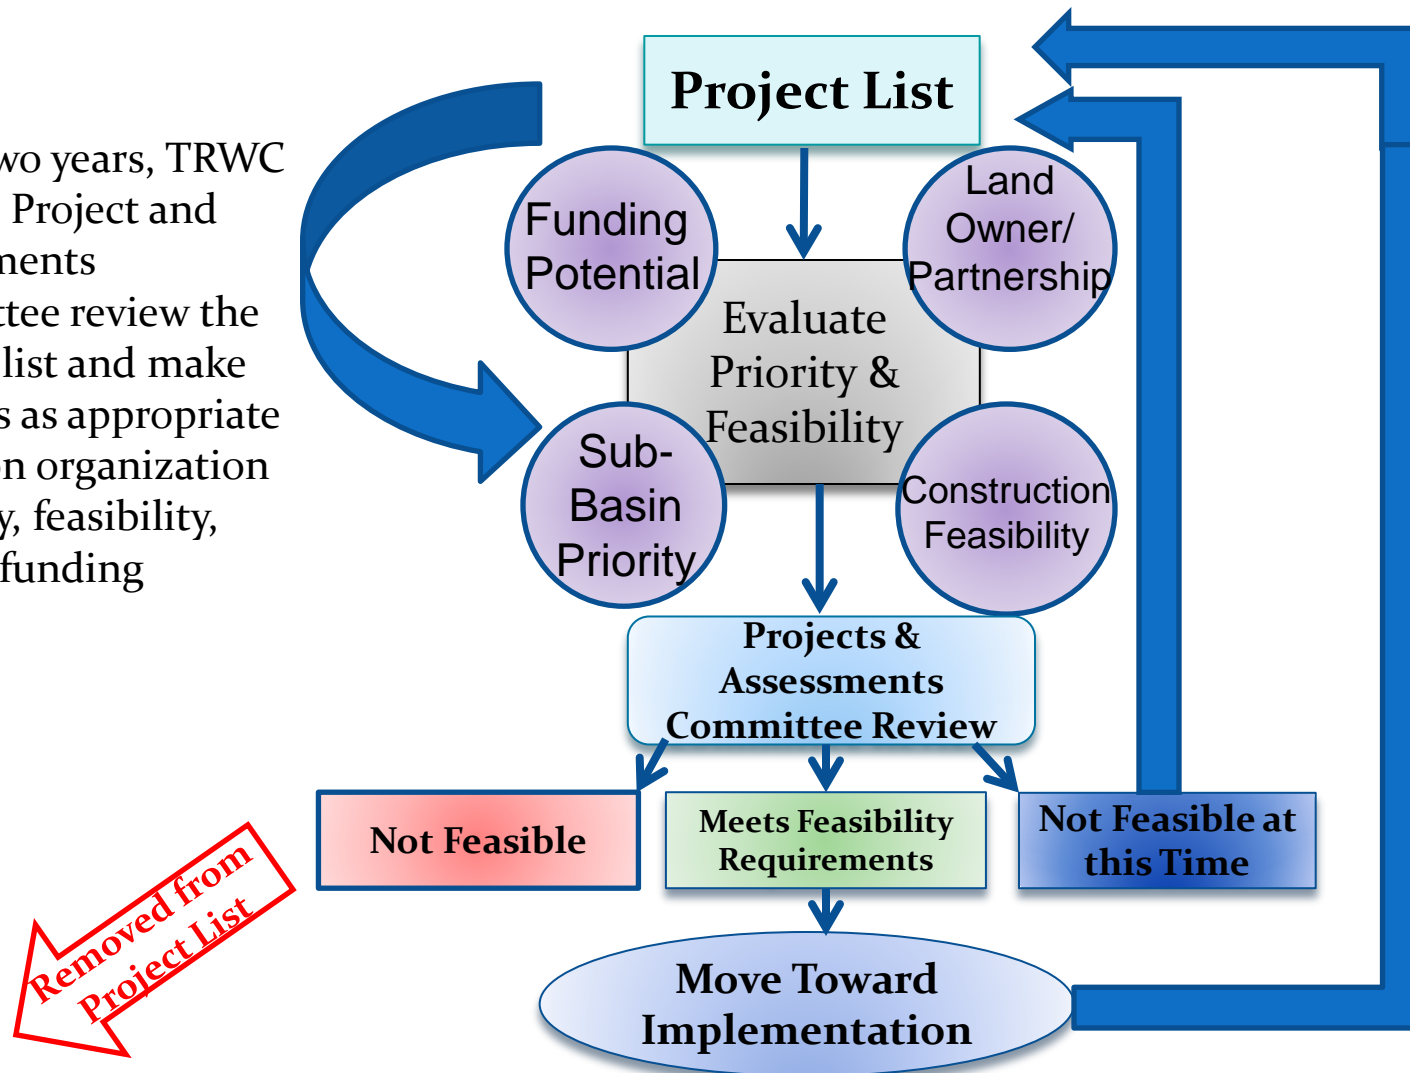 Project List
wo years, TRWC
Project and
ments
ttee review the
list and make
s as appropriate
on organization
y, feasibility,
funding
Funding
Potential
Land
Owner/
Partnership
Evaluate
Priority &
Feasibility
Sub-
Basin
Priority
Construction
Feasibility
Projects &
Assessments
Committee Review
Not Feasible
Meets Feasibility
Requirements
Not Feasible at
this Time
Removed from
Project List
Move Toward
Implementation